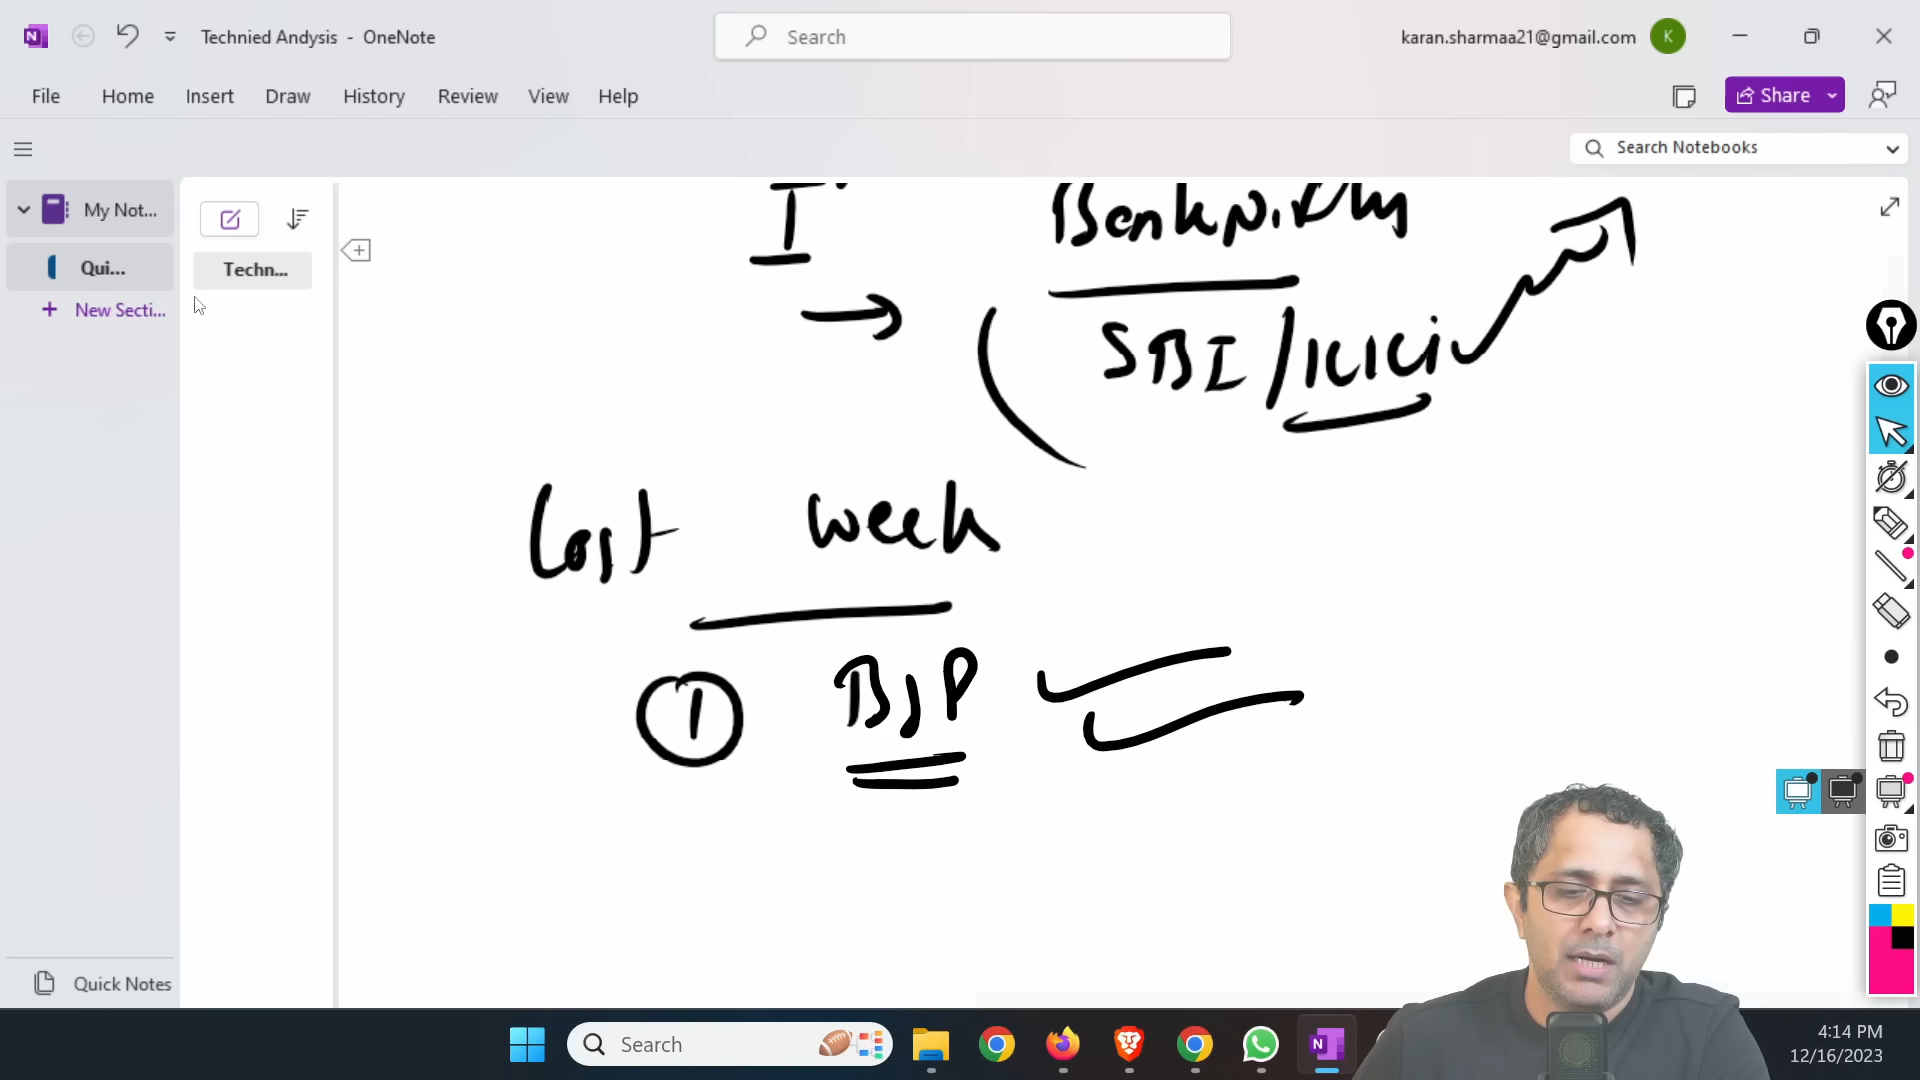 Technied Andysis - OneNote
Search
karan.sharmaa21@gmail.com
K
File Home Insert Draw History Review View Help
Share
Search Notebooks
My Not...
Qui...
Techn...
New Secti...
I
BankNifty
SBI/ICICI
Last week
1 BJP
Quick Notes
Search
4:14 PM
12/16/2023